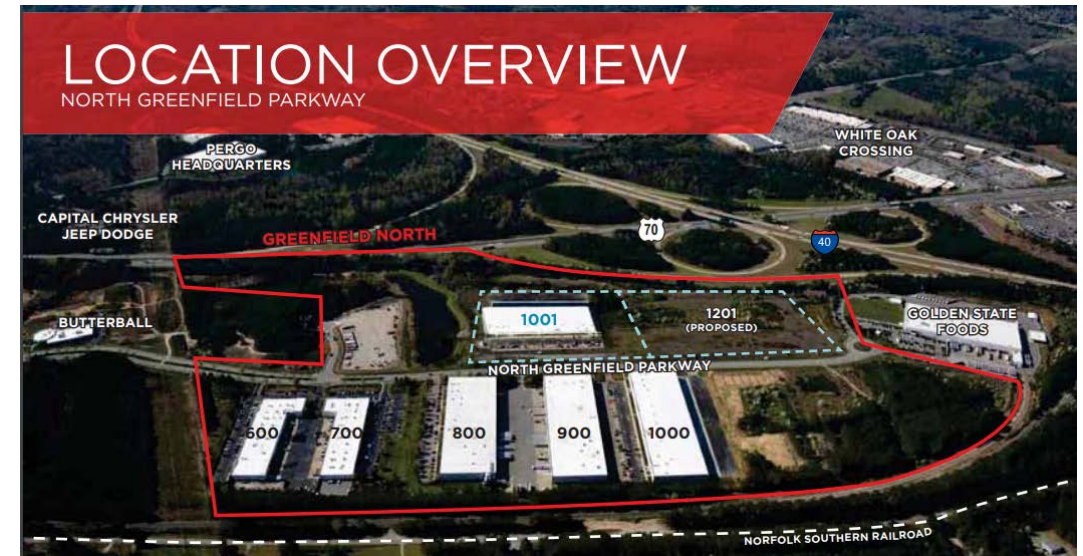 LOCATION OVERVIEW
NORTH GREENFIELD PARKWAY
PERGO
HEADQUARTERS
WHITE OAK
CROSSING
CAPITAL CHRYSLER
JEEP DODGE
GREENFIELD NORTH
70
40
BUTTERBALL
1001
1201
(PROPOSED)
GOLDEN STATE
FOODS
NORTH GREENFIELD PARKWAY
600
700
800
900
1000
NORFOLK SOUTHERN RAILROAD